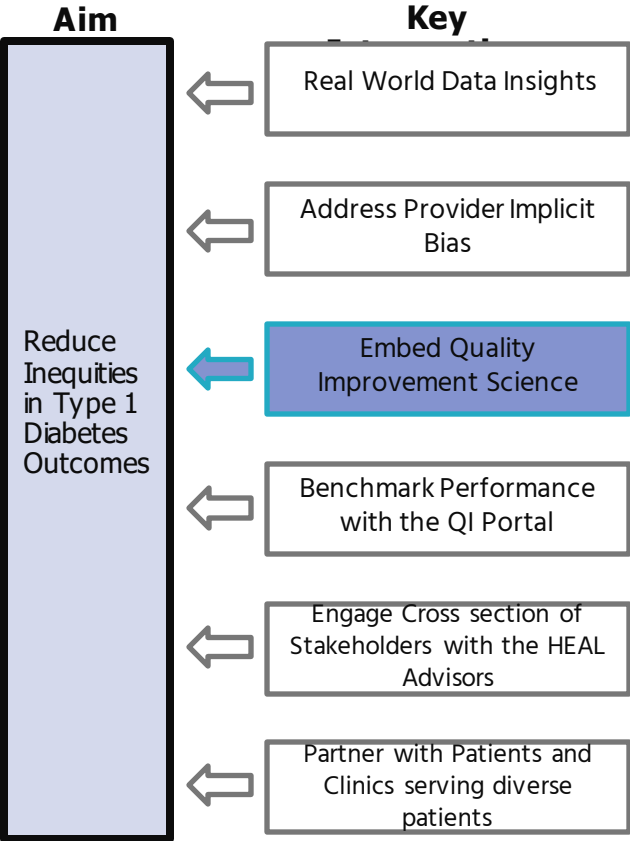 Aim
Key
Reduce
Inequities
in Type 1
Diabetes
Outcomes
Real World Data Insights
Address Provider Implicit
Bias
Embed Quality
Improvement Science
Benchmark Performance
with the QI Portal
Engage Cross section of
Stakeholders with the HEAL
Advisors
Partner with Patients and
Clinics serving diverse
patients